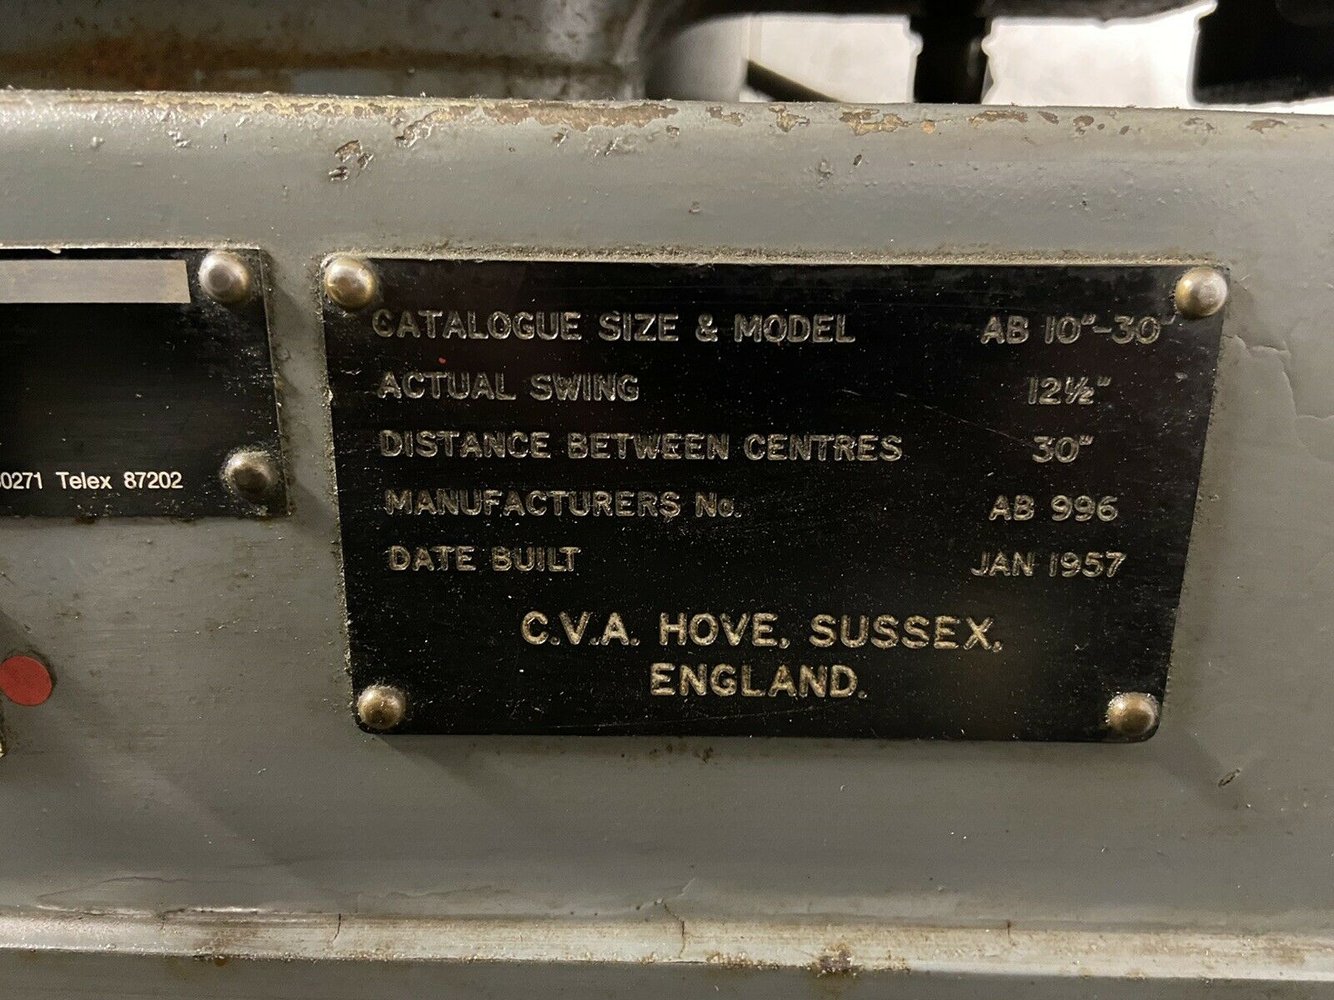 CATALOGUE SIZE & MODEL AB 10"-30"
ACTUAL SWING 12½"
DISTANCE BETWEEN CENTRES 30"
MANUFACTURERS No. AB 996
DATE BUILT JAN 1957
C.V.A. HOVE, SUSSEX,
ENGLAND.
0271 Telex 87202